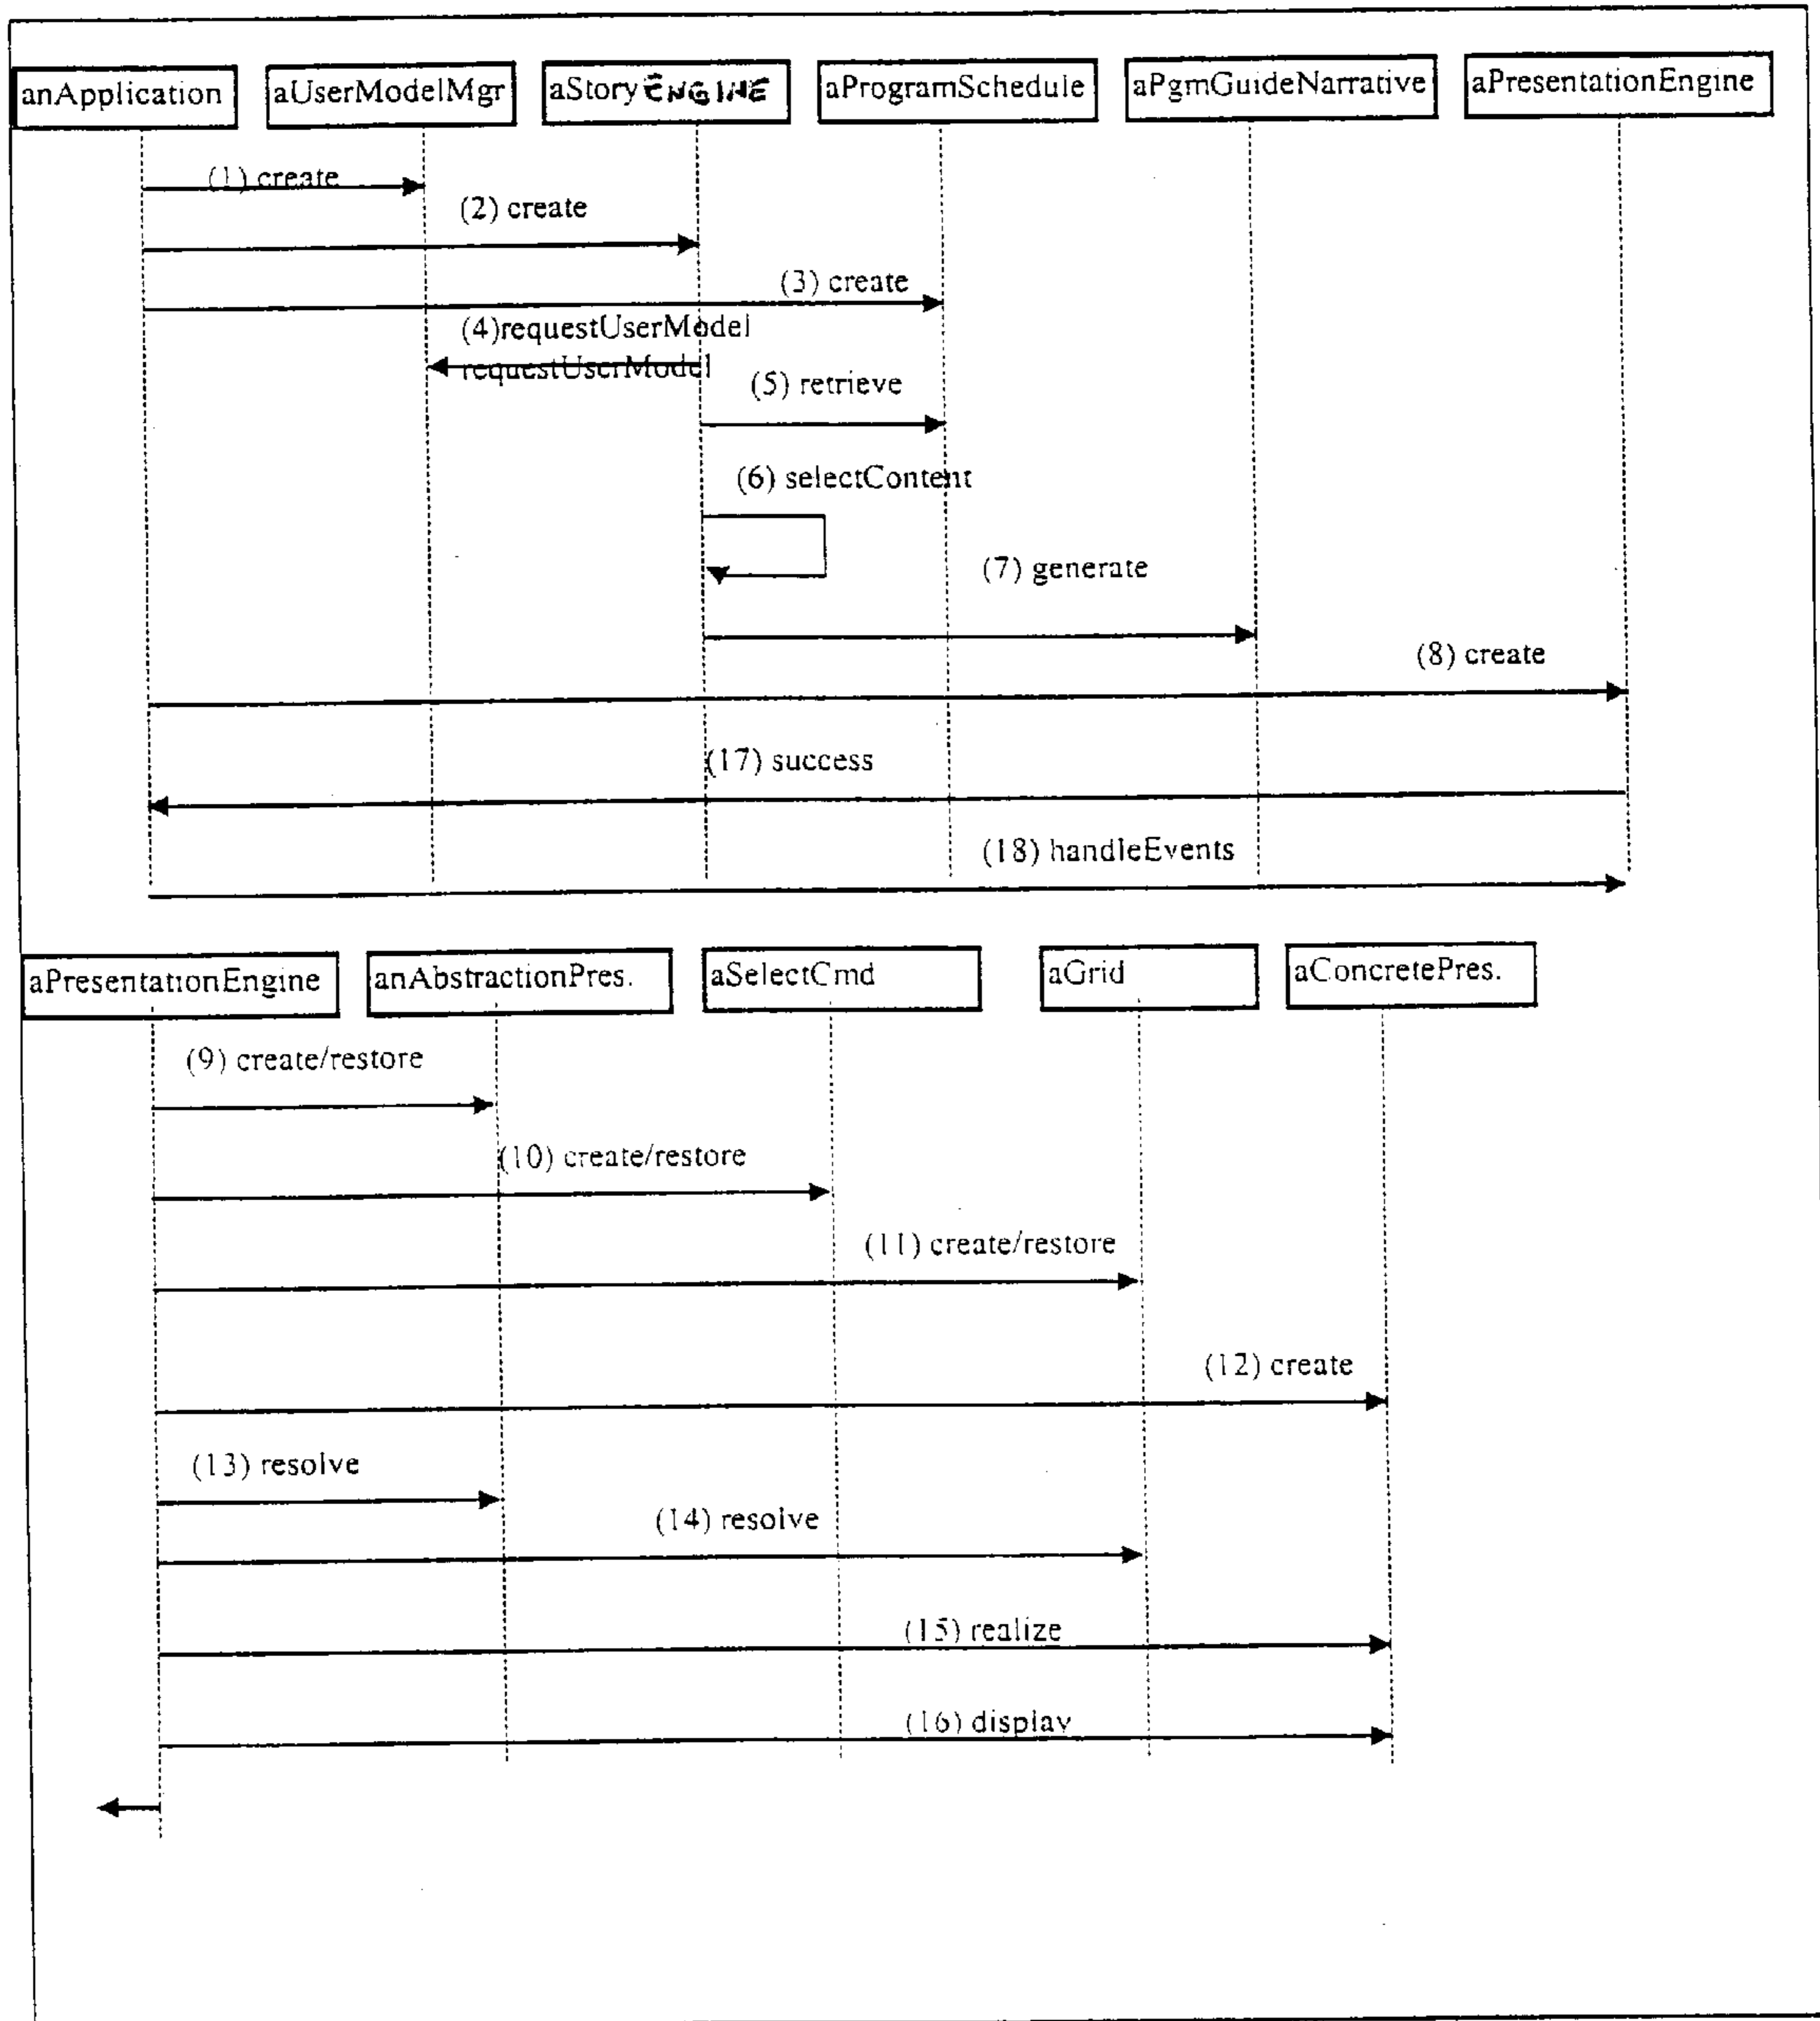 anApplication
aUserModelMgr
aStory ENGINE
aProgramSchedule
aPgmGuideNarrative
aPresentationEngine
(1) create
(2) create
(3) create
(4)requestUserModel
requestUserModel
(5) retrieve
(6) selectContent
(7) generate
(8) create
(17) success
(18) handleEvents
aPresentationEngine
anAbstractionPres.
aSelectCmd
aGrid
aConcretePres.
(9) create/restore
(10) create/restore
(11) create/restore
(12) create
(13) resolve
(14) resolve
(15) realize
(16) display